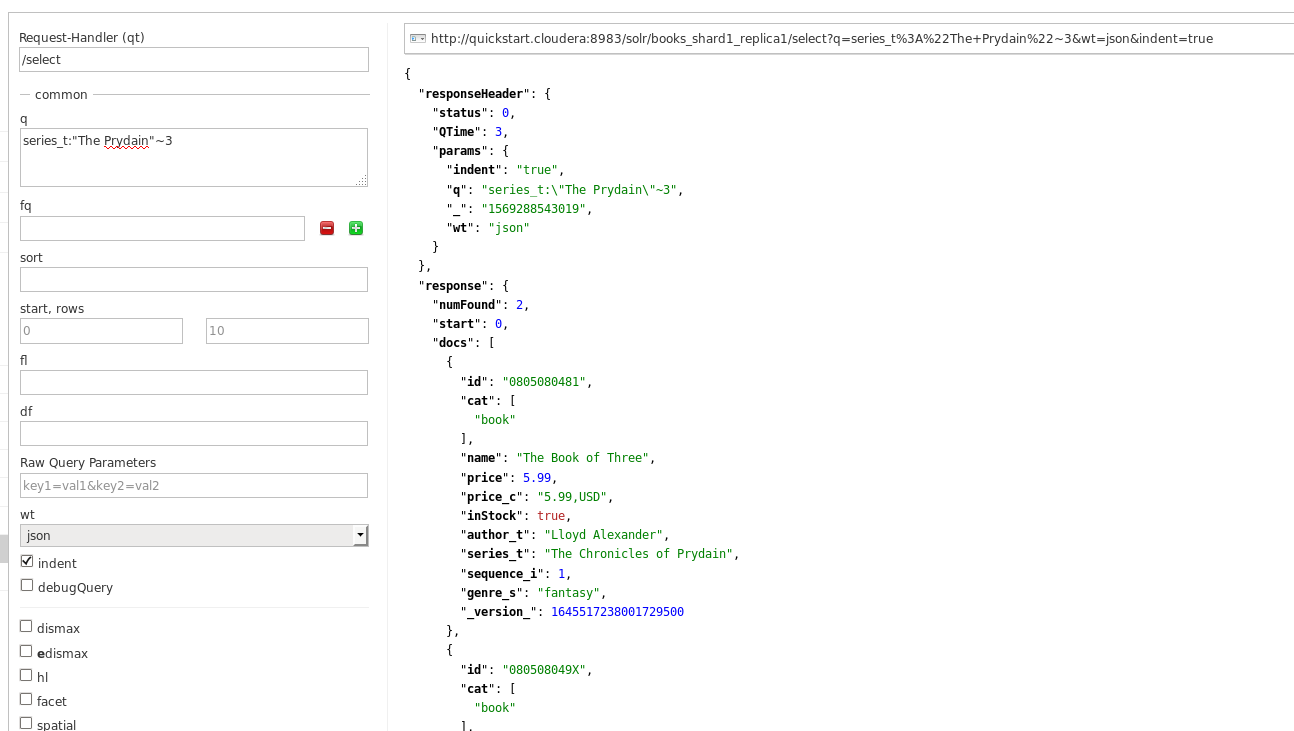 Request-Handler (qt)
/select
common
q
series_t:"The Prydain"~3
fq
sort
start, rows
0 10
fl
df
Raw Query Parameters
key1=val1&key2=val2
wt
json
indent
debugQuery
dismax
edismax
hl
facet
spatial
http://quickstart.cloudera:8983/solr/books_shard1_replica1/select?q=series_t%3A%22The+Prydain%22~3&wt=json&indent=true
{
"responseHeader": {
"status": 0,
"QTime": 3,
"params": {
"indent": "true",
"q": "series_t:\"The Prydain\"~3",
"_": "1569288543019",
"wt": "json"
}
},
"response": {
"numFound": 2,
"start": 0,
"docs": [
{
"id": "0805080481",
"cat": [
"book"
],
"name": "The Book of Three",
"price": 5.99,
"price_c": "5.99,USD",
"inStock": true,
"author_t": "Lloyd Alexander",
"series_t": "The Chronicles of Prydain",
"sequence_i": 1,
"genre_s": "fantasy",
"_version_": 1645517238001729500
},
{
"id": "080508049X",
"cat": [
"book"
],